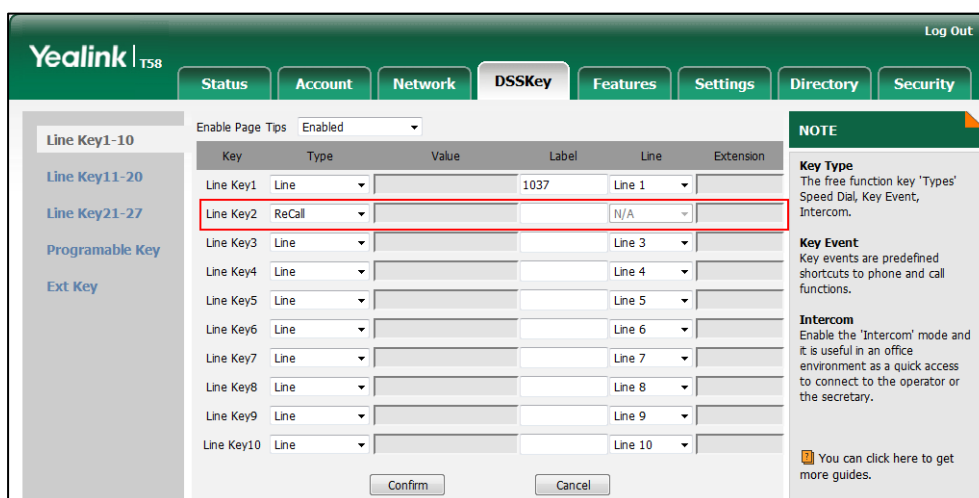 Log Out
Yealink | T58
Status Account Network DSSKey Features Settings Directory Security
Line Key1-10
Line Key11-20
Line Key21-27
Programable Key
Ext Key
Enable Page Tips Enabled
Key Type Value Label Line Extension
Line Key1 Line 1037 Line 1
Line Key2 ReCall N/A
Line Key3 Line Line 3
Line Key4 Line Line 4
Line Key5 Line Line 5
Line Key6 Line Line 6
Line Key7 Line Line 7
Line Key8 Line Line 8
Line Key9 Line Line 9
Line Key10 Line Line 10
Confirm Cancel
NOTE
Key Type
The free function key 'Types'
Speed Dial, Key Event,
Intercom.
Key Event
Key events are predefined
shortcuts to phone and call
functions.
Intercom
Enable the 'Intercom' mode and
it is useful in an office
environment as a quick access
to connect to the operator or
the secretary.
You can click here to get
more guides.